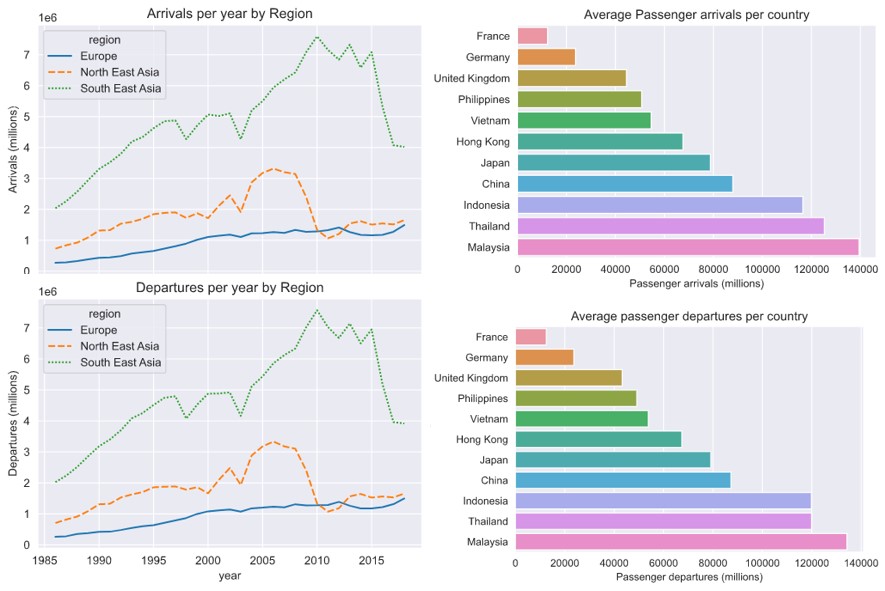 Arrivals per year by Region
1e6
region
Europe
North East Asia
South East Asia
7
6
5
4
3
2
1
0
Arrivals (millions)
Average Passenger arrivals per country
France
Germany
United Kingdom
Philippines
Vietnam
Hong Kong
Japan
China
Indonesia
Thailand
Malaysia
0 20000 40000 60000 80000 100000 120000 140000
Passenger arrivals (millions)
Departures per year by Region
1e6
region
Europe
North East Asia
South East Asia
7
6
5
4
3
2
1
0
Departures (millions)
1985 1990 1995 2000 2005 2010 2015
year
Average passenger departures per country
France
Germany
United Kingdom
Philippines
Vietnam
Hong Kong
Japan
China
Indonesia
Thailand
Malaysia
0 20000 40000 60000 80000 100000 120000 140000
Passenger departures (millions)